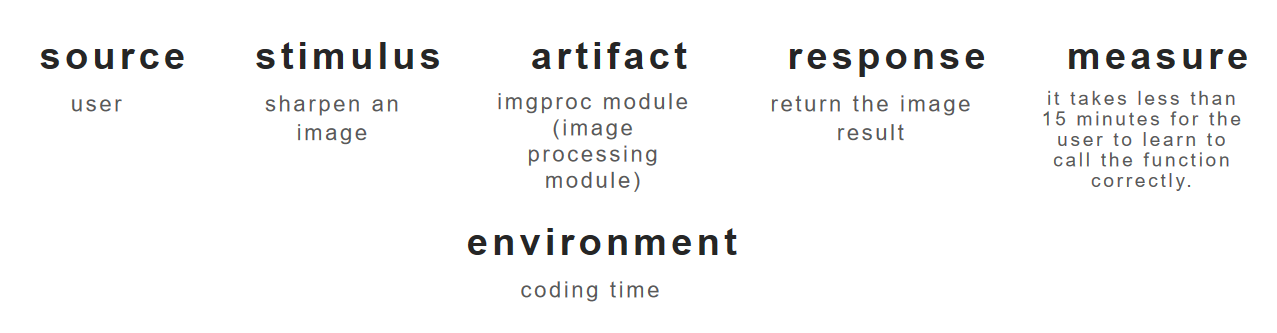 source
user
stimulus
sharpen an
image
artifact
imgproc module
(image
processing
module)
response
return the image
result
measure
it takes less than
15 minutes for the
user to learn to
call the function
correctly.
environment
coding time